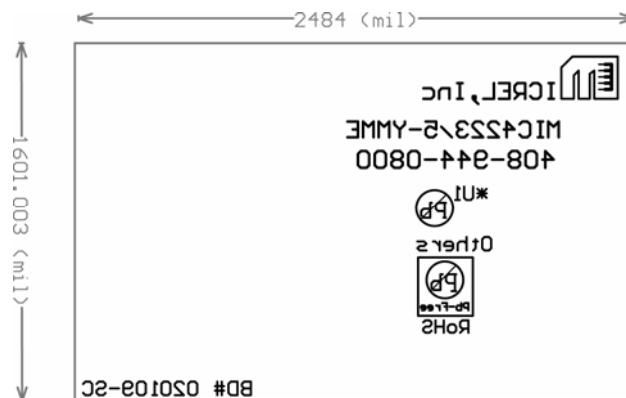 2484 (mil)
1601.003 (mil)
ICREL,Inc
MIC4223/5-YMME
408-944-0800
*U1
Pb
Others
Pb
Pb-Free
RoHS
BD# 020109-SC